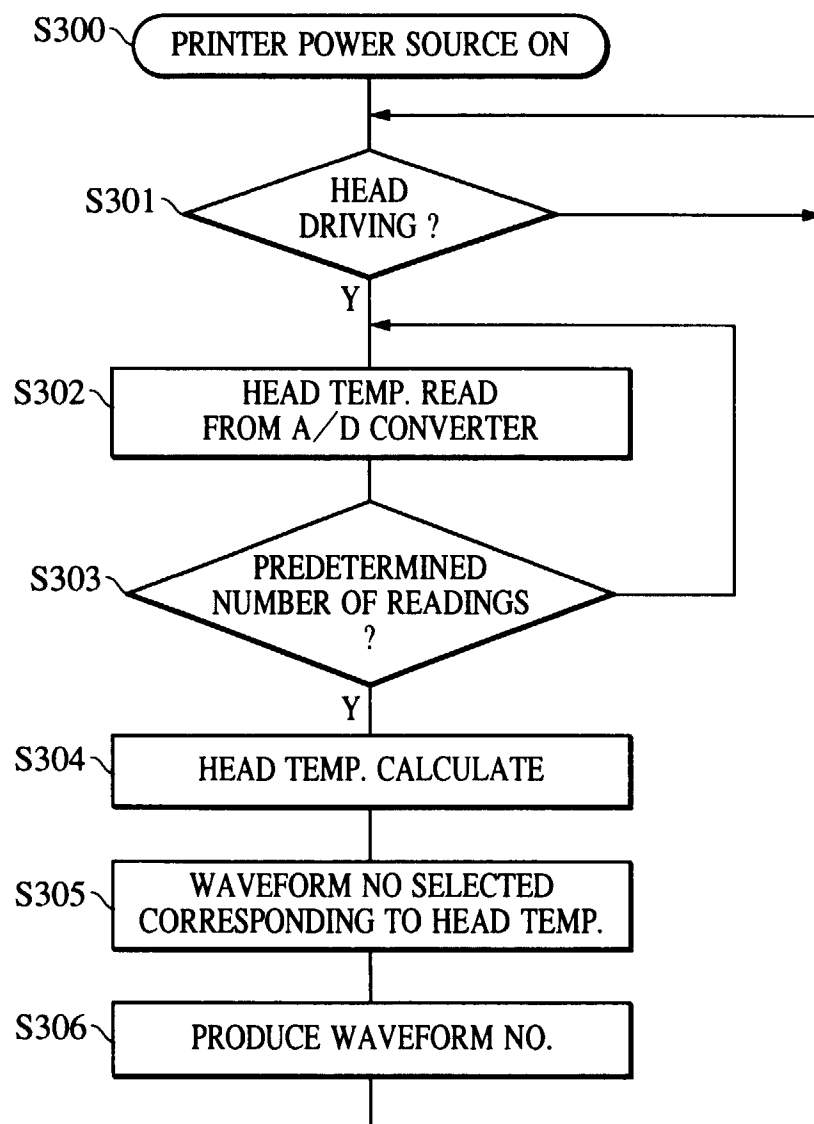 S300
PRINTER POWER SOURCE ON
S301
HEAD
DRIVING ?
Y
S302
HEAD TEMP. READ
FROM A/D CONVERTER
S303
PREDETERMINED
NUMBER OF READINGS
?
Y
S304
HEAD TEMP. CALCULATE
S305
WAVEFORM NO SELECTED
CORRESPONDING TO HEAD TEMP.
S306
PRODUCE WAVEFORM NO.